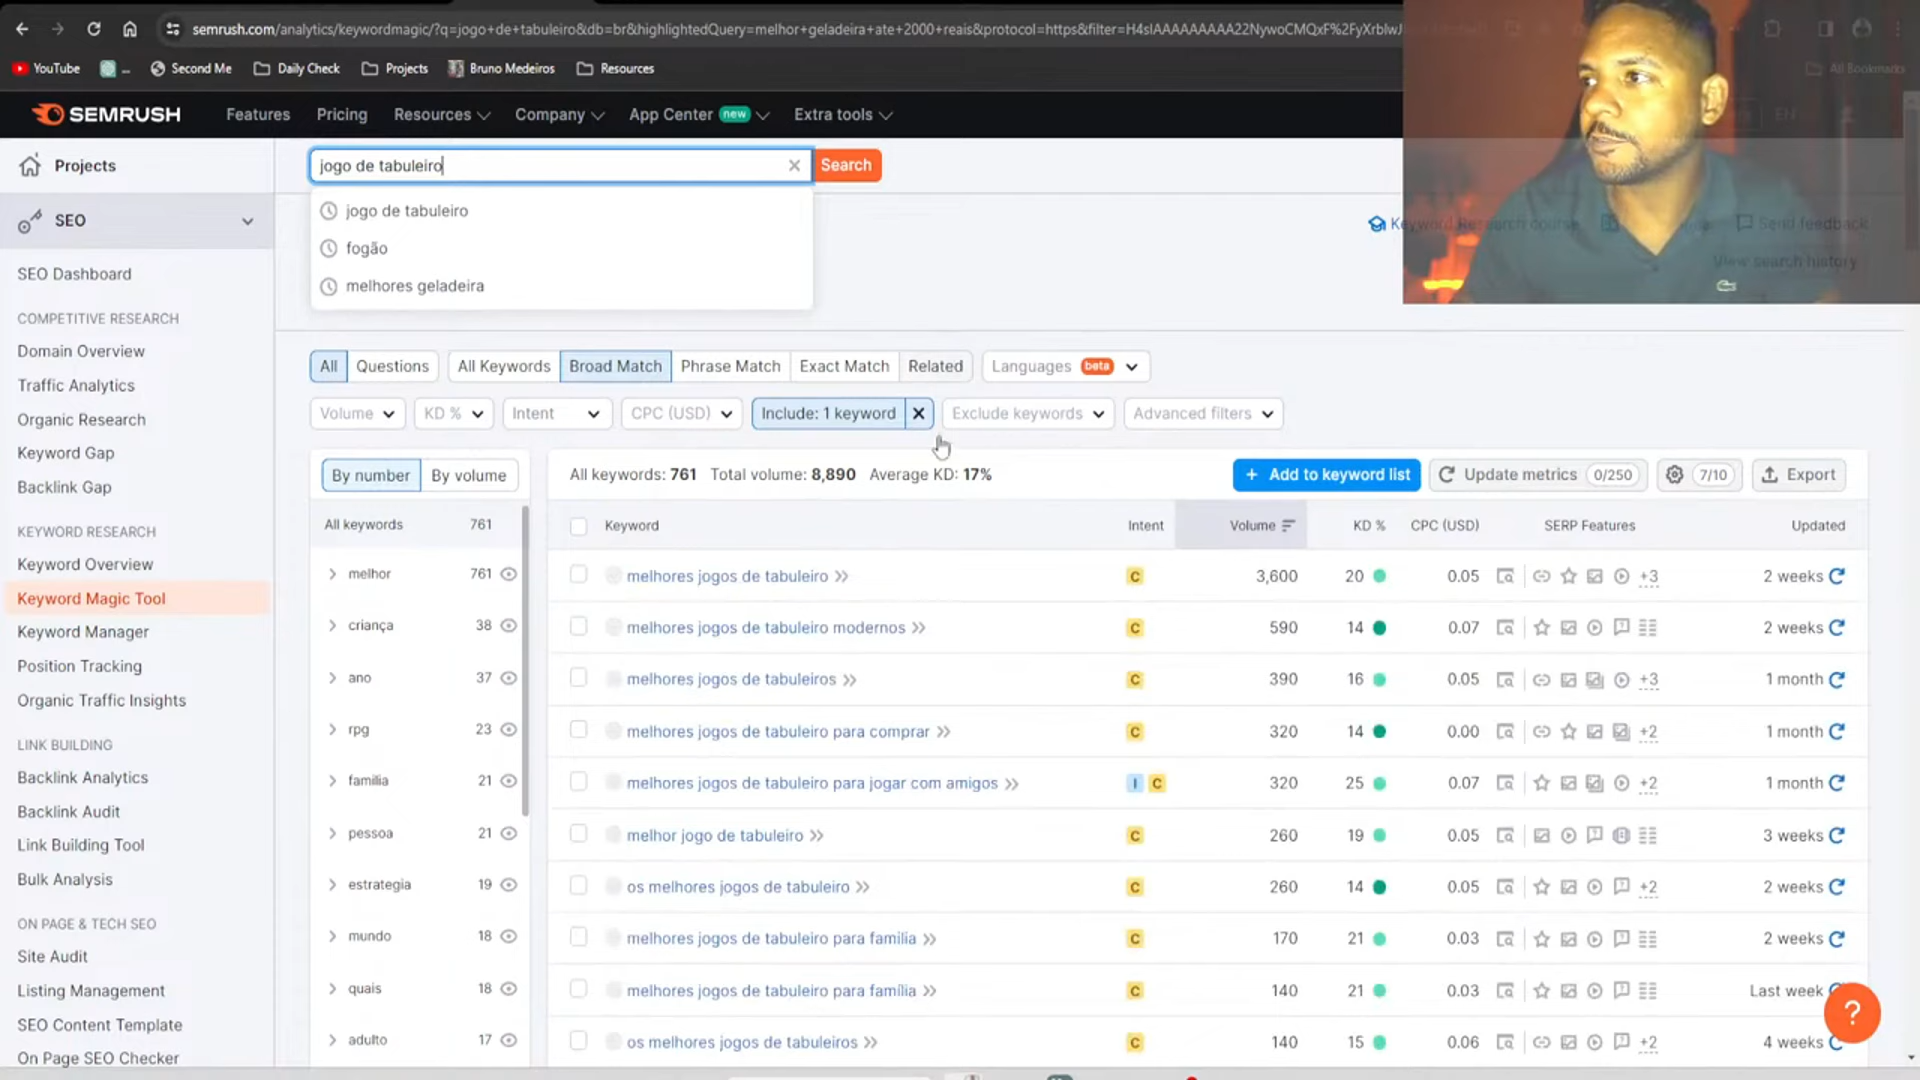 semrush.com/analytics/keywordmagic/?q=jogo+de+tabuleiro&db=br&highlightedQuery=melhor+geladeira+ate+2000+reais&protocol=https&filter=
YouTube
Second Me
Daily Check
Projects
Bruno Medeiros
Resources
All Bookmarks
SEMRUSH
Features
Pricing
Resources
Company
App Center new
Extra tools
EN
Projects
jogo de tabuleiro
Search
SEO
jogo de tabuleiro
fogão
melhores geladeira
Keyword Research course
Send feedback
View search history
SEO Dashboard
COMPETITIVE RESEARCH
Domain Overview
Traffic Analytics
Organic Research
Keyword Gap
Backlink Gap
KEYWORD RESEARCH
Keyword Overview
Keyword Magic Tool
Keyword Manager
Position Tracking
Organic Traffic Insights
LINK BUILDING
Backlink Analytics
Backlink Audit
Link Building Tool
Bulk Analysis
ON PAGE & TECH SEO
Site Audit
Listing Management
SEO Content Template
On Page SEO Checker
All Questions All Keywords Broad Match Phrase Match Exact Match Related Languages beta
Volume KD % Intent CPC (USD) Include: 1 keyword Exclude keywords Advanced filters
By number By volume
All keywords: 761 Total volume: 8,890 Average KD: 17%
+ Add to keyword list Update metrics 0/250 7/10 Export
All keywords 761
melhor 761
criança 38
ano 37
rpg 23
familia 21
pessoa 21
estrategia 19
mundo 18
quais 18
adulto 17
Keyword Intent Volume KD % CPC (USD) SERP Features Updated
melhores jogos de tabuleiro C 3,600 20 0.05 +3 2 weeks
melhores jogos de tabuleiro modernos C 590 14 0.07 2 weeks
melhores jogos de tabuleiros C 390 16 0.05 +3 1 month
melhores jogos de tabuleiro para comprar C 320 14 0.00 +2 1 month
melhores jogos de tabuleiro para jogar com amigos I C 320 25 0.07 +2 1 month
melhor jogo de tabuleiro C 260 19 0.05 3 weeks
os melhores jogos de tabuleiro C 260 14 0.05 +2 2 weeks
melhores jogos de tabuleiro para familia C 170 21 0.03 2 weeks
melhores jogos de tabuleiro para família C 140 21 0.03 Last week
os melhores jogos de tabuleiros C 140 15 0.06 +2 4 weeks
?